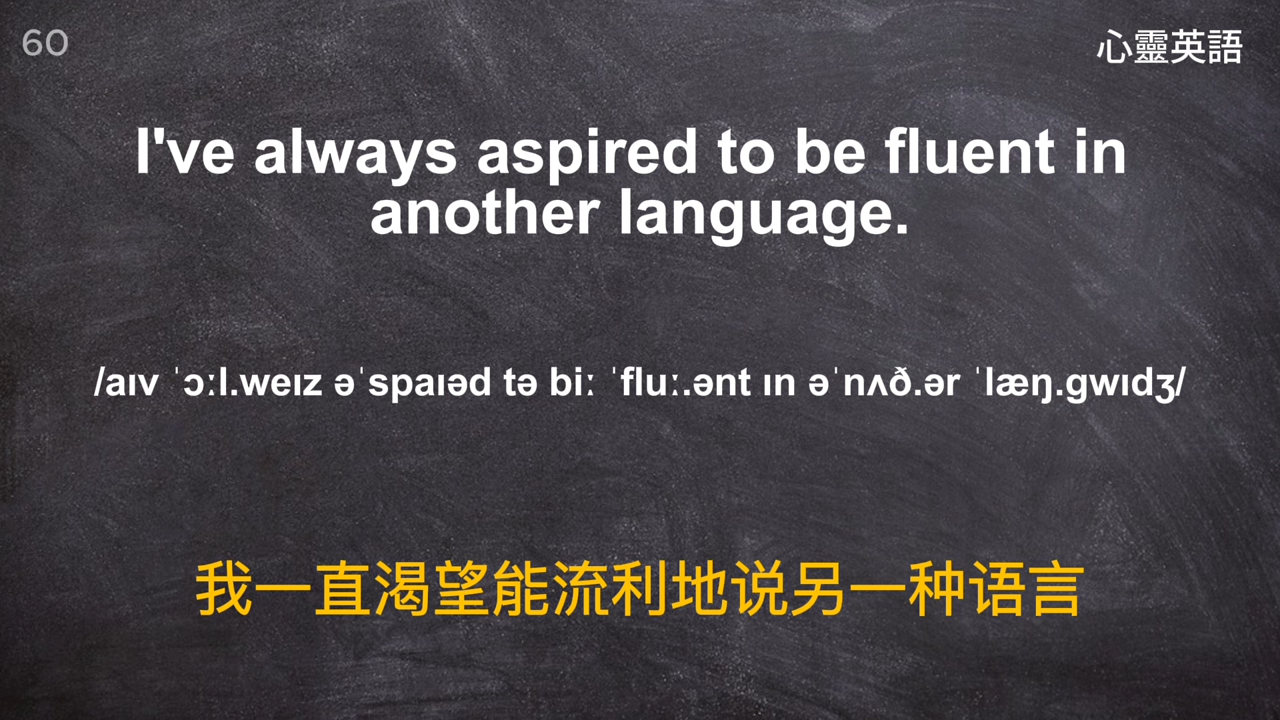 60
心靈英語
I've always aspired to be fluent in
another language.
/aɪv ˈɔːl.weɪz əˈspaɪəd tə biː ˈfluː.ənt ɪn əˈnʌð.ər ˈlæŋ.gwɪdʒ/
我一直渴望能流利地说另一种语言